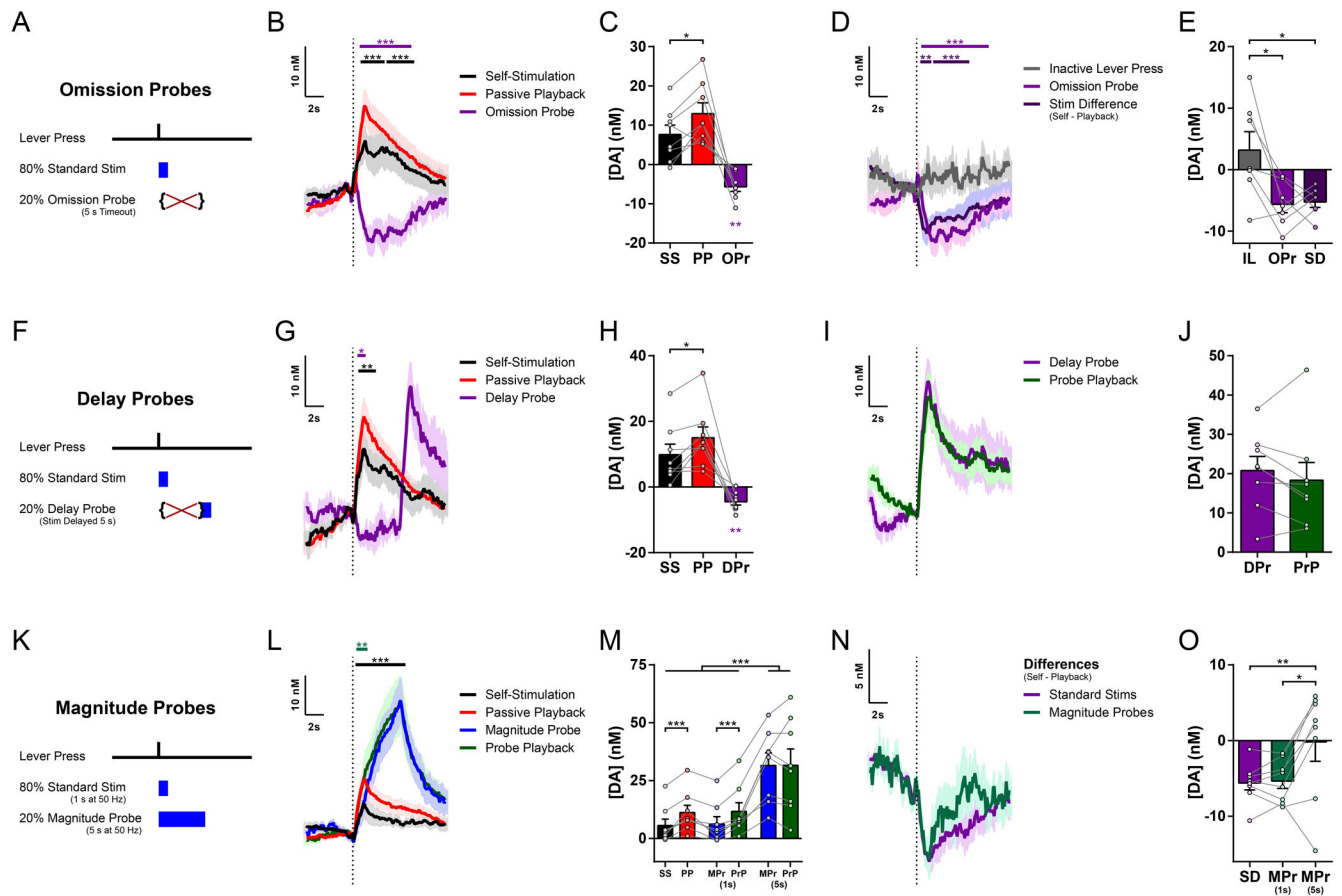 A
Omission Probes
Lever Press
80% Standard Stim
20% Omission Probe
(5 s Timeout)
B
10 nM
2s
***
*** ***
Self-Stimulation
Passive Playback
Omission Probe
C
[DA] (nM)
30
20
10
0
-10
-20
*
**
SS PP OPr
D
10 nM
2s
***
** ***
Inactive Lever Press
Omission Probe
Stim Difference
(Self - Playback)
E
[DA] (nM)
20
10
0
-10
*
*
IL OPr SD
F
Delay Probes
Lever Press
80% Standard Stim
20% Delay Probe
(Stim Delayed 5 s)
G
10 nM
2s
*
**
Self-Stimulation
Passive Playback
Delay Probe
H
[DA] (nM)
40
20
0
-20
*
**
SS PP DPr
I
10 nM
2s
Delay Probe
Probe Playback
J
[DA] (nM)
50
40
30
20
10
0
DPr PrP
K
Magnitude Probes
Lever Press
80% Standard Stim
(1 s at 50 Hz)
20% Magnitude Probe
(5 s at 50 Hz)
L
10 nM
2s
**
***
Self-Stimulation
Passive Playback
Magnitude Probe
Probe Playback
M
[DA] (nM)
75
50
25
0
***
*** ***
SS PP MPr PrP MPr PrP
(1s) (5s)
N
5 nM
2s
Differences
(Self - Playback)
Standard Stims
Magnitude Probes
O
[DA] (nM)
10
0
-10
**
*
SD MPr MPr
(1s) (5s)